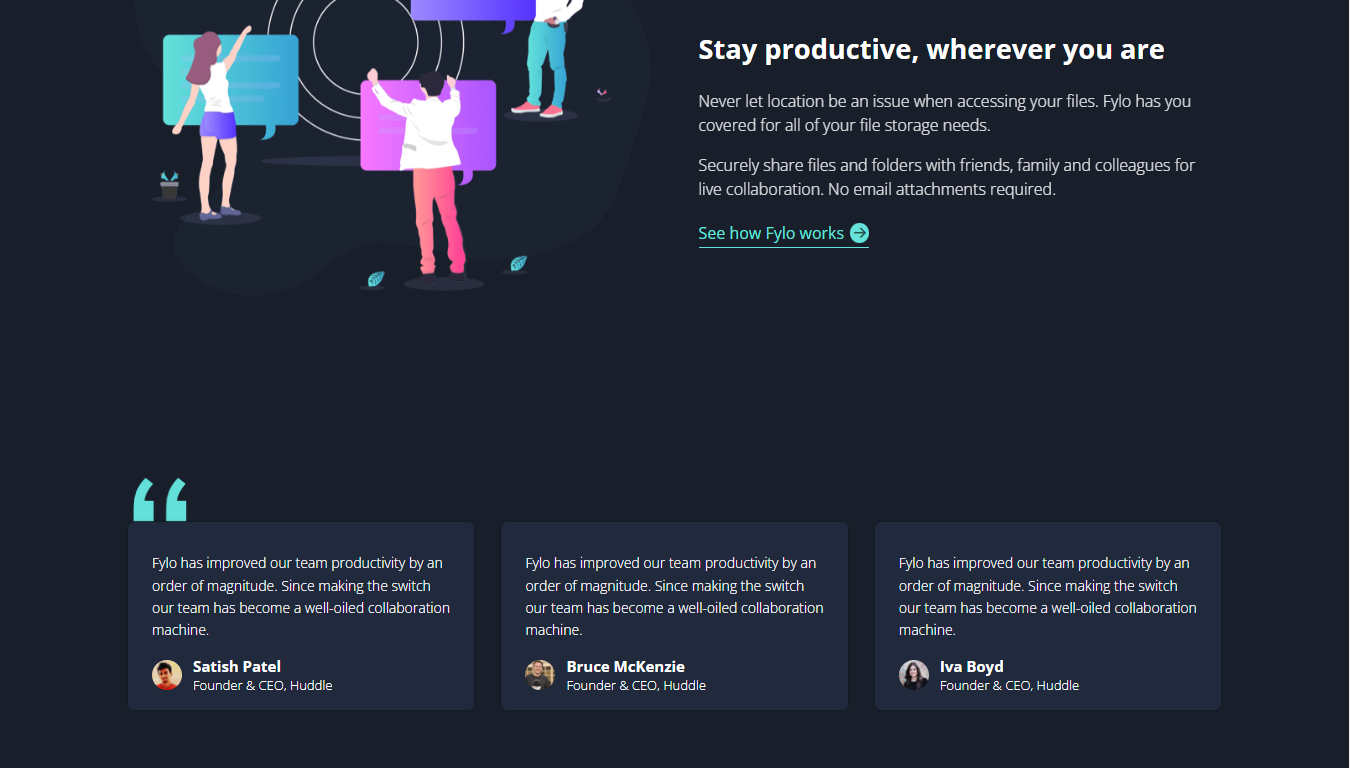 Stay productive, wherever you are
Never let location be an issue when accessing your files. Fylo has you
covered for all of your file storage needs.
Securely share files and folders with friends, family and colleagues for
live collaboration. No email attachments required.
See how Fylo works
Fylo has improved our team productivity by an
order of magnitude. Since making the switch
our team has become a well-oiled collaboration
machine.
Satish Patel
Founder & CEO, Huddle
Fylo has improved our team productivity by an
order of magnitude. Since making the switch
our team has become a well-oiled collaboration
machine.
Bruce McKenzie
Founder & CEO, Huddle
Fylo has improved our team productivity by an
order of magnitude. Since making the switch
our team has become a well-oiled collaboration
machine.
Iva Boyd
Founder & CEO, Huddle